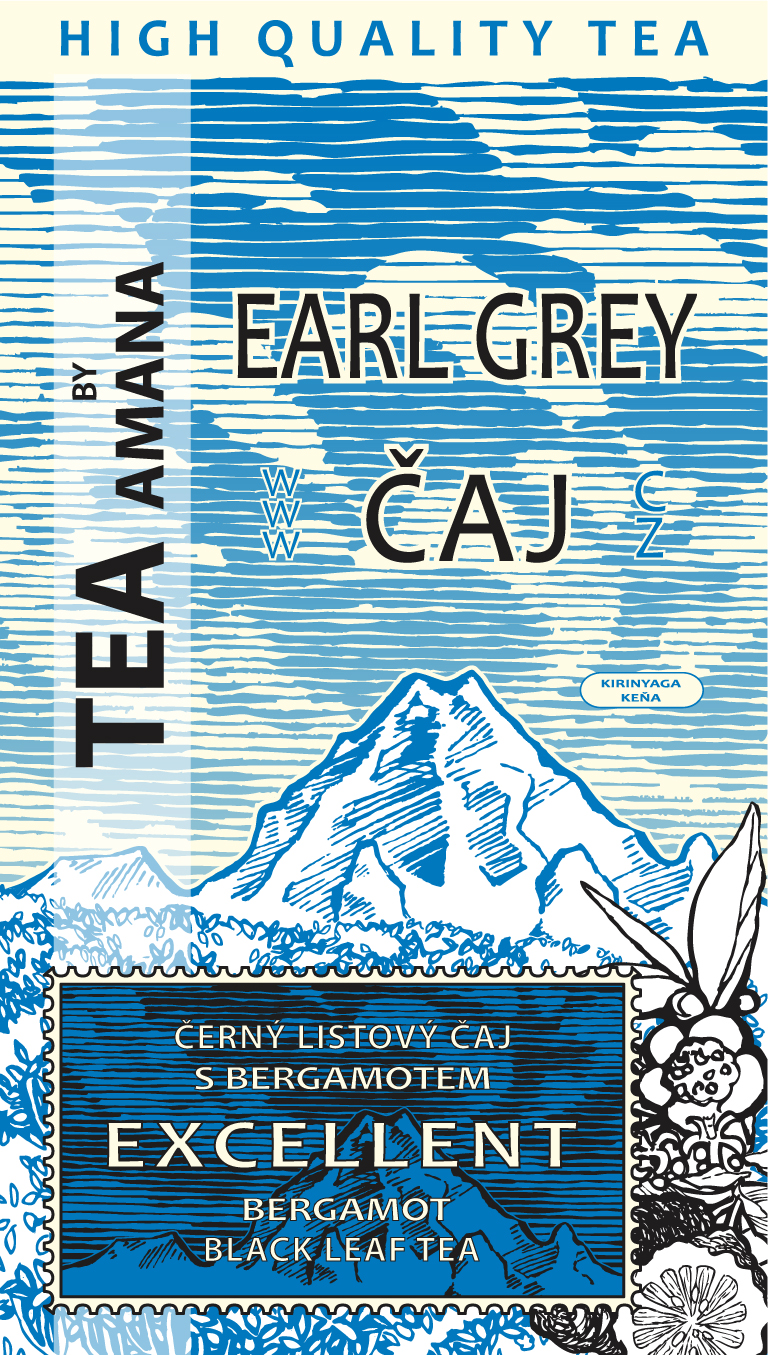 HIGH QUALITY TEA
TEA BY AMANA
EARL GREY
WWW ČAJ CZ
KIRINYAGA
KEŇA
ČERNÝ LISTOVÝ ČAJ
S BERGAMOTEM
EXCELLENT
BERGAMOT
BLACK LEAF TEA